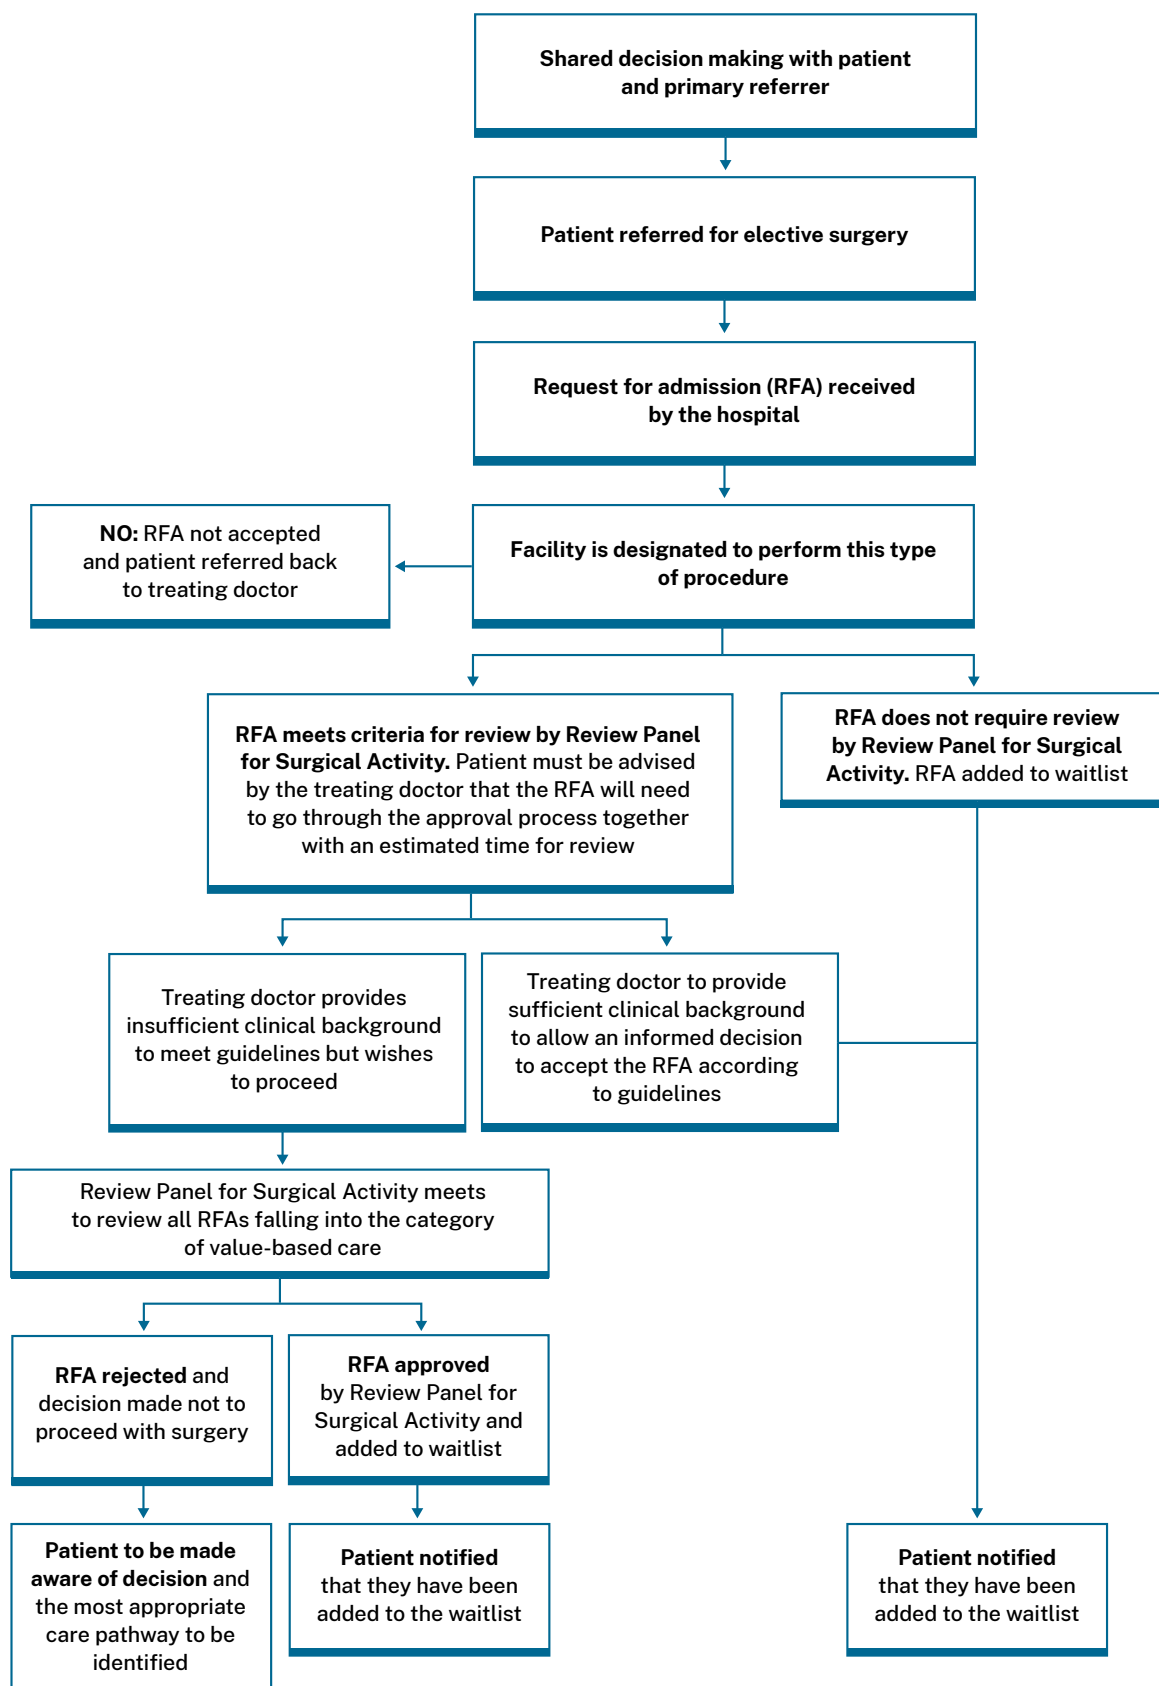 Shared decision making with patient
and primary referrer
Patient referred for elective surgery
Request for admission (RFA) received
by the hospital
NO: RFA not accepted
and patient referred back
to treating doctor
Facility is designated to perform this type
of procedure
RFA meets criteria for review by Review Panel
for Surgical Activity. Patient must be advised
by the treating doctor that the RFA will need
to go through the approval process together
with an estimated time for review
RFA does not require review
by Review Panel for Surgical
Activity. RFA added to waitlist
Treating doctor provides
insufficient clinical background
to meet guidelines but wishes
to proceed
Treating doctor to provide
sufficient clinical background
to allow an informed decision
to accept the RFA according
to guidelines
Review Panel for Surgical Activity meets
to review all RFAs falling into the category
of value-based care
RFA rejected and
decision made not to
proceed with surgery
RFA approved
by Review Panel for
Surgical Activity and
added to waitlist
Patient to be made
aware of decision and
the most appropriate
care pathway to be
identified
Patient notified
that they have been
added to the waitlist
Patient notified
that they have been
added to the waitlist